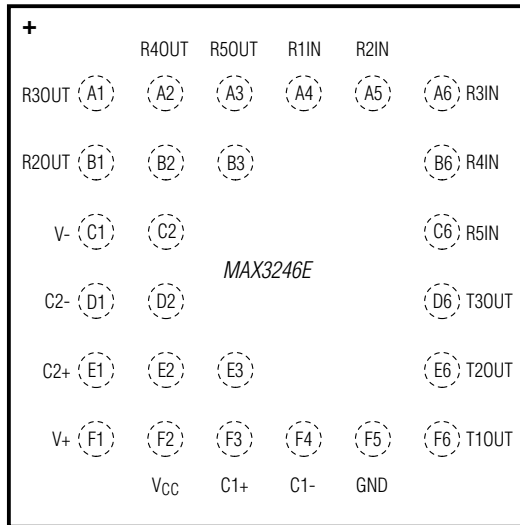 +
R4OUT R5OUT R1IN R2IN
R3OUT A1 A2 A3 A4 A5 A6 R3IN
R2OUT B1 B2 B3 B6 R4IN
V- C1 C2 C6 R5IN
MAX3246E
C2- D1 D2 D6 T3OUT
C2+ E1 E2 E3 E6 T2OUT
V+ F1 F2 F3 F4 F5 F6 T1OUT
VCC C1+ C1- GND